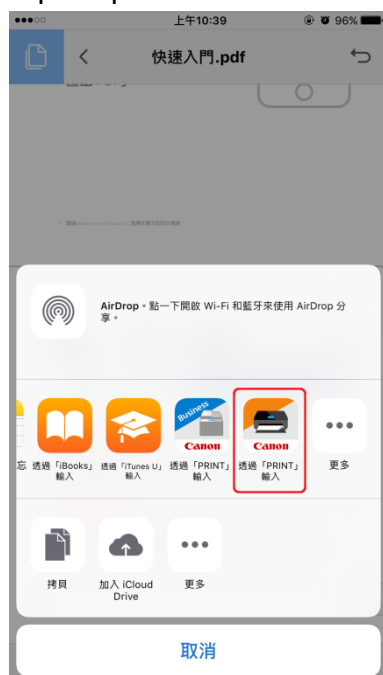 上午10:39
96%
快速入門.pdf
AirDrop。點一下開啟 Wi-Fi 和藍牙來使用 AirDrop 分
享。
Business
Canon
Canon
忘
透過「iBooks」
輸入
透過「iTunes U」
輸入
透過「PRINT」
輸入
透過「PRINT」
輸入
更多
拷貝
加入 iCloud
Drive
更多
取消